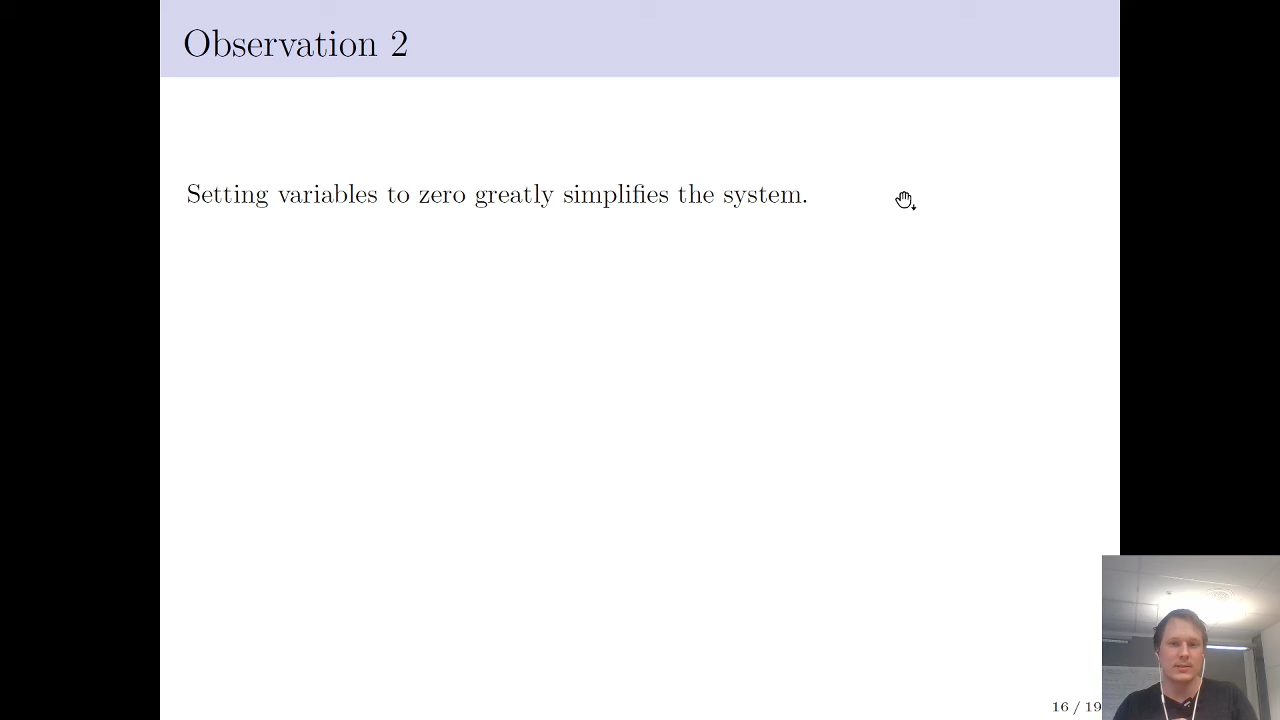 Observation 2
Setting variables to zero greatly simplifies the system.
16 / 19